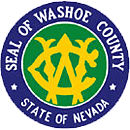 SEAL OF WASHOE COUNTY
STATE OF NEVADA